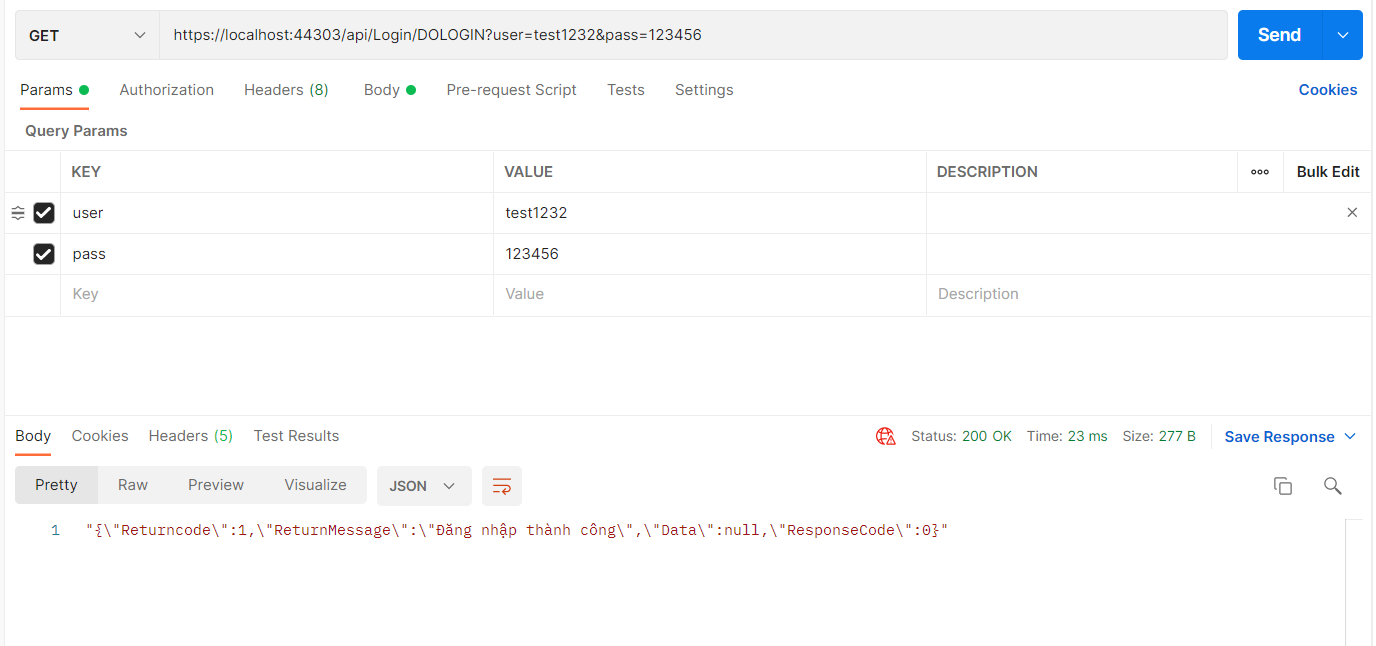 GET https://localhost:44303/api/Login/DOLOGIN?user=test1232&pass=123456 Send
Params Authorization Headers (8) Body Pre-request Script Tests Settings Cookies
Query Params
KEY VALUE DESCRIPTION ooo Bulk Edit
user test1232
pass 123456
Key Value Description
Body Cookies Headers (5) Test Results Status: 200 OK Time: 23 ms Size: 277 B Save Response
Pretty Raw Preview Visualize JSON
1 "{\"Returncode\":1,\"ReturnMessage\":\"Đăng nhập thành công\",\"Data\":null,\"ResponseCode\":0}"